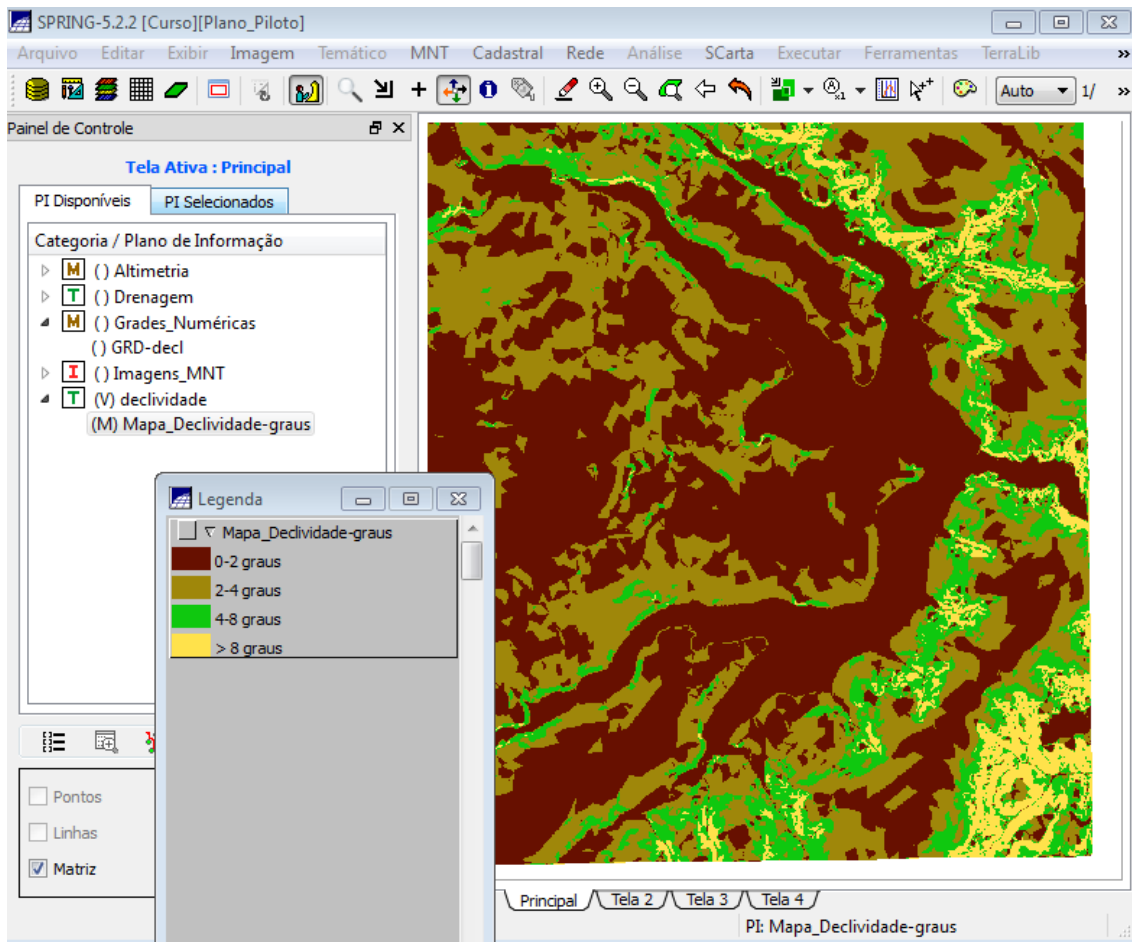 SPRING-5.2.2 [Curso][Plano_Piloto]
Arquivo Editar Exibir Imagem Temático MNT Cadastral Rede Análise SCarta Executar Ferramentas TerraLib »
Auto 1/ »
Painel de Controle
Tela Ativa : Principal
PI Disponíveis PI Selecionados
Categoria / Plano de Informação
M () Altimetria
T () Drenagem
M () Grades_Numéricas
() GRD-decl
I () Imagens_MNT
T (V) declividade
(M) Mapa_Declividade-graus
Legenda
Mapa_Declividade-graus
0-2 graus
2-4 graus
4-8 graus
> 8 graus
Pontos
Linhas
Matriz
Principal Tela 2 Tela 3 Tela 4
PI: Mapa_Declividade-graus